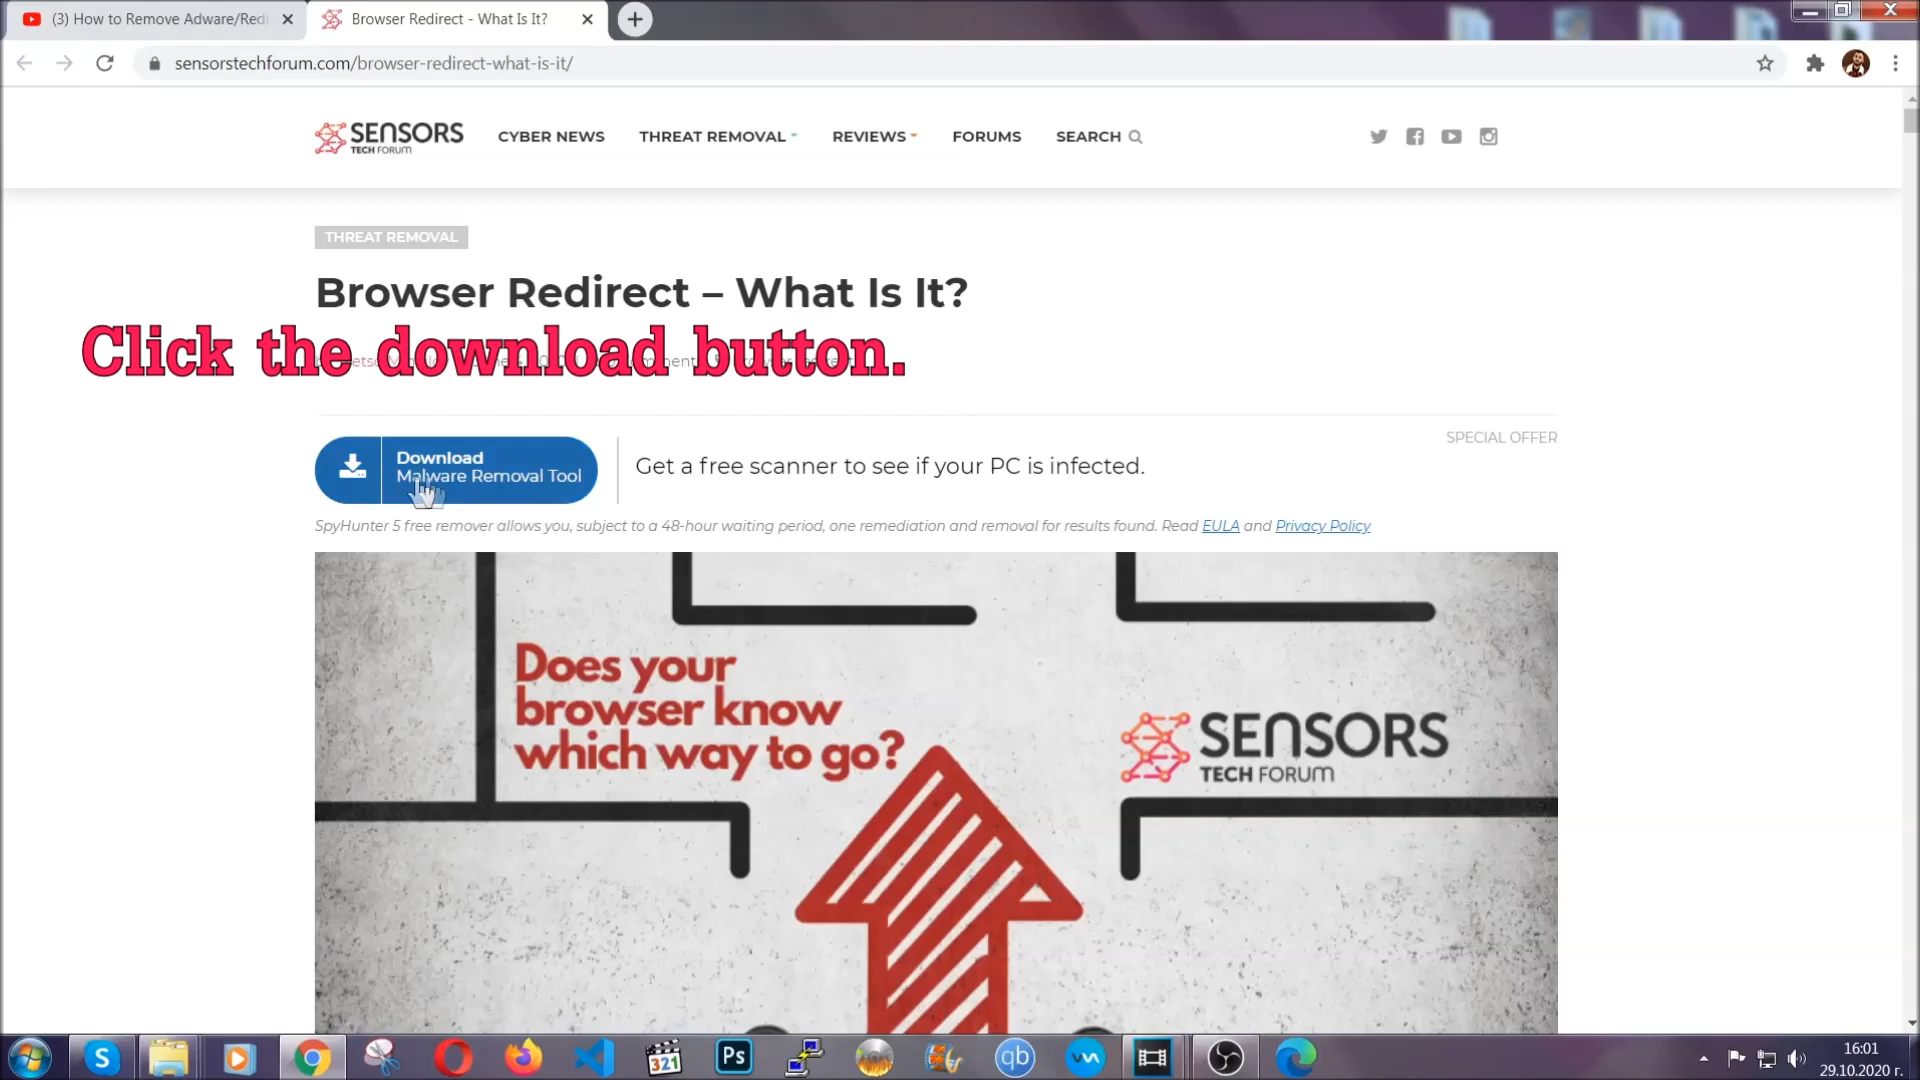 (3) How to Remove Adware/Redi
Browser Redirect - What Is It?
sensorstechforum.com/browser-redirect-what-is-it/
SENSORS
TECH FORUM
CYBER NEWS
THREAT REMOVAL
REVIEWS
FORUMS
SEARCH
THREAT REMOVAL
Browser Redirect – What Is It?
Click the download button.
SPECIAL OFFER
Download
Malware Removal Tool
Get a free scanner to see if your PC is infected.
SpyHunter 5 free remover allows you, subject to a 48-hour waiting period, one remediation and removal for results found. Read EULA and Privacy Policy
Does your
browser know
which way to go?
SENSORS
TECH FORUM
S
321
Ps
qb
16:01
29.10.2020 г.